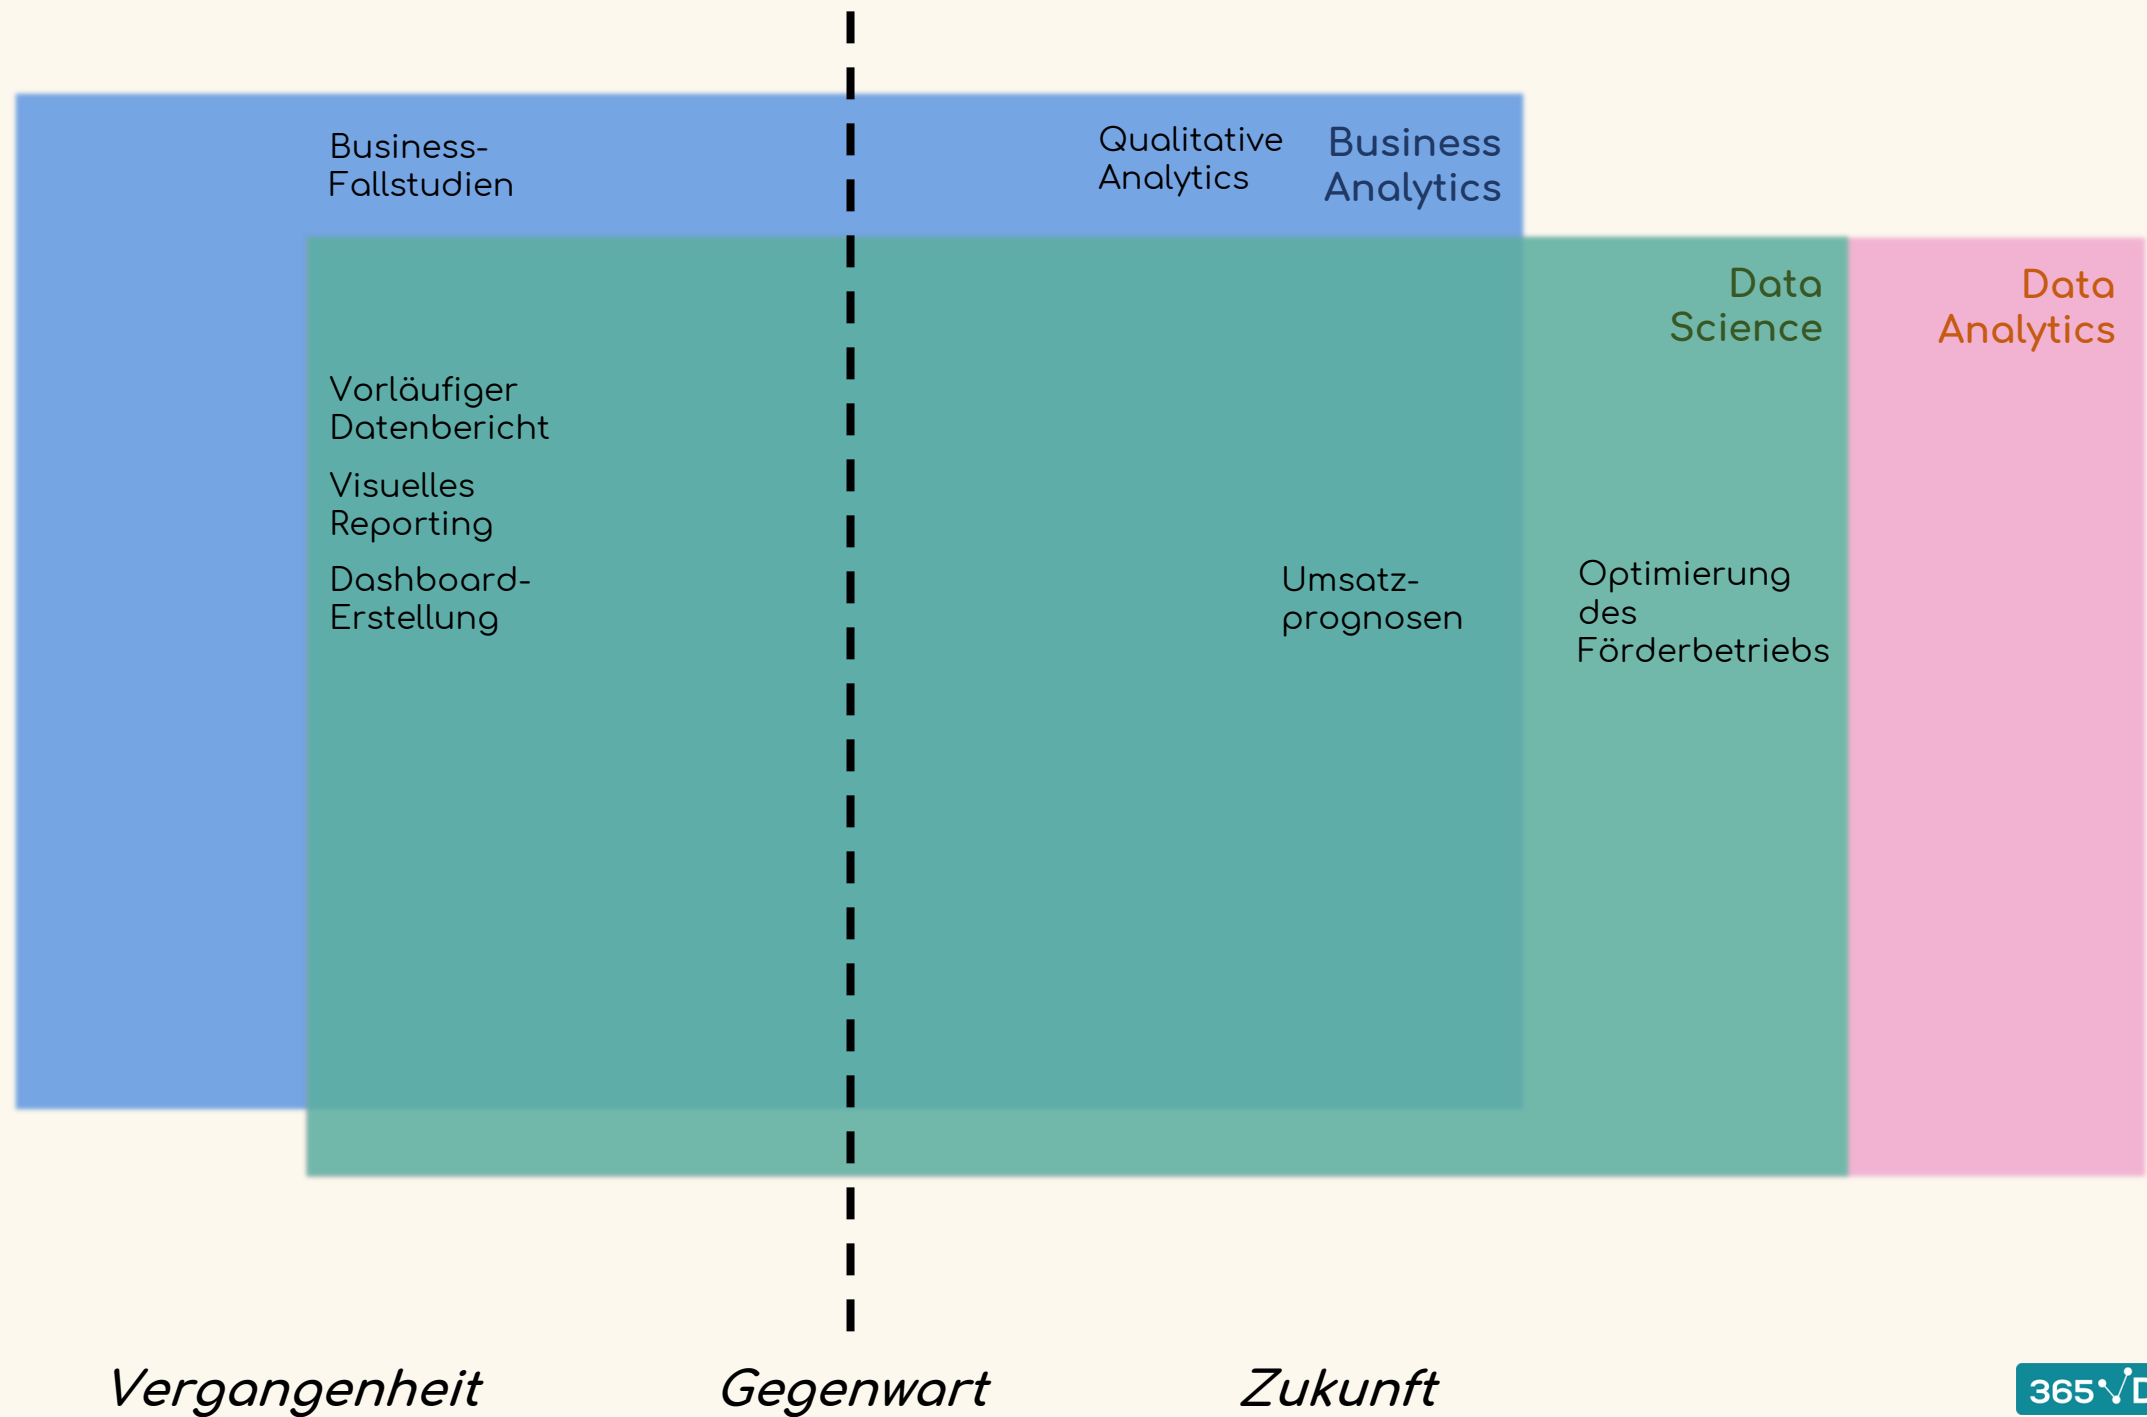 Business-
Fallstudien
Qualitative
Analytics
Business
Analytics
Data
Science
Data
Analytics
Vorläufiger
Datenbericht
Visuelles
Reporting
Dashboard-
Erstellung
Umsatz-
prognosen
Optimierung
des
Förderbetriebs
Vergangenheit
Gegenwart
Zukunft
365 D